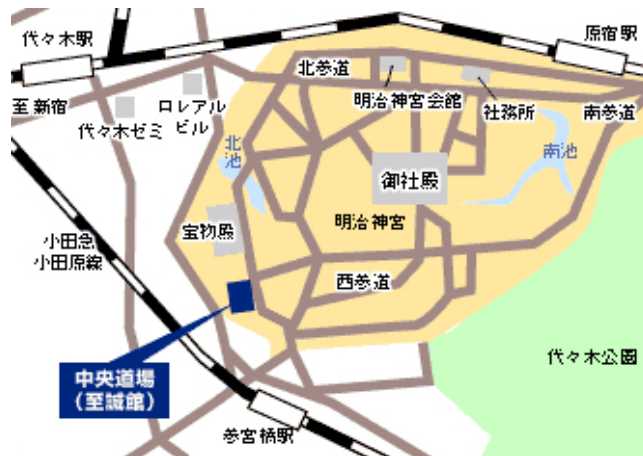 代々木駅
原宿駅
北参道
至新宿
ロレアル
ビル
代々木ゼミ
明治神宮会館
社務所
南参道
北
池
南池
御社殿
宝物殿
明治神宮
小田急
小田原線
西参道
中央道場
（至誠館）
代々木公園
参宮橋駅